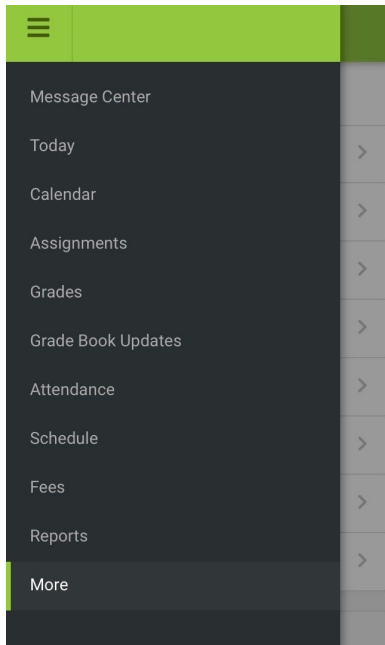 Message Center
Today
Calendar
Assignments
Grades
Grade Book Updates
Attendance
Schedule
Fees
Reports
More